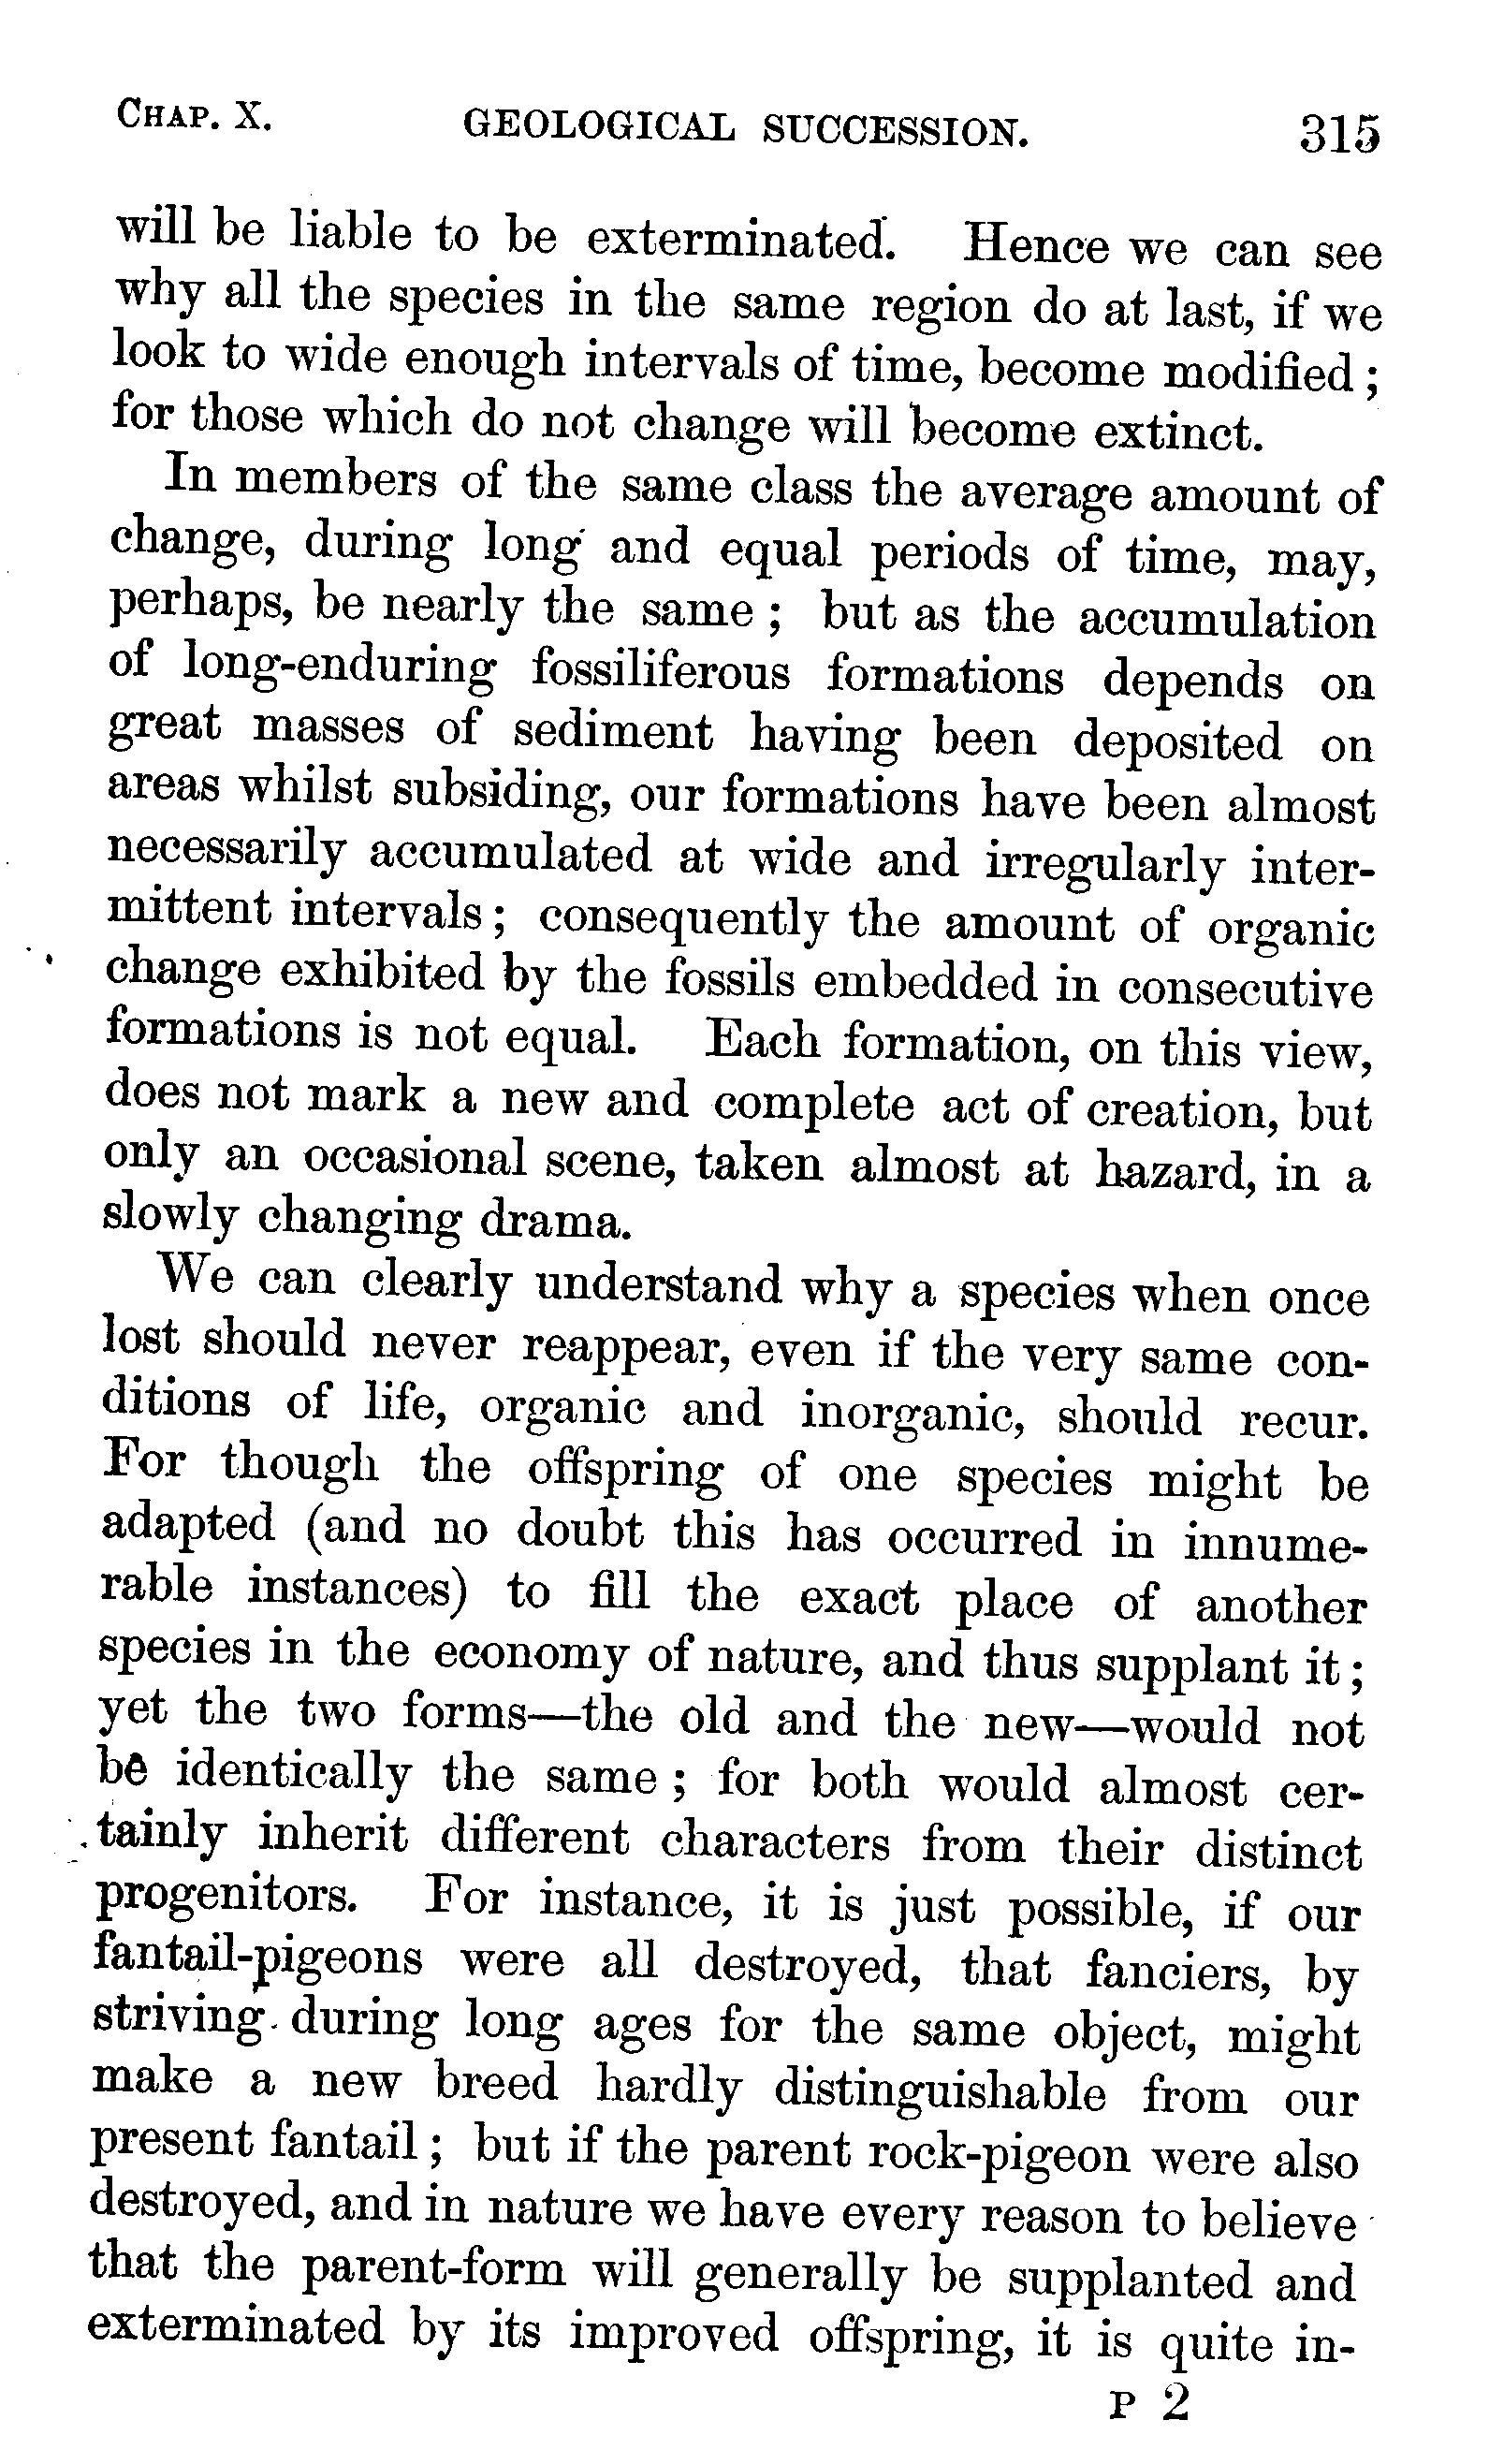 CHAP. X. GEOLOGICAL SUCCESSION. 315
will be liable to be exterminated. Hence we can see
why all the species in the same region do at last, if we
look to wide enough intervals of time, become modified;
for those which do not change will become extinct.
In members of the same class the average amount of
change, during long and equal periods of time, may,
perhaps, be nearly the same; but as the accumulation
of long-enduring fossiliferous formations depends on
great masses of sediment having been deposited on
areas whilst subsiding, our formations have been almost
necessarily accumulated at wide and irregularly inter-
mittent intervals; consequently the amount of organic
change exhibited by the fossils embedded in consecutive
formations is not equal. Each formation, on this view,
does not mark a new and complete act of creation, but
only an occasional scene, taken almost at hazard, in a
slowly changing drama.
We can clearly understand why a species when once
lost should never reappear, even if the very same con-
ditions of life, organic and inorganic, should recur.
For though the offspring of one species might be
adapted (and no doubt this has occurred in innume-
rable instances) to fill the exact place of another
species in the economy of nature, and thus supplant it;
yet the two forms—the old and the new—would not
be identically the same; for both would almost cer-
tainly inherit different characters from their distinct
progenitors. For instance, it is just possible, if our
fantail-pigeons were all destroyed, that fanciers, by
striving during long ages for the same object, might
make a new breed hardly distinguishable from our
present fantail; but if the parent rock-pigeon were also
destroyed, and in nature we have every reason to believe
that the parent-form will generally be supplanted and
exterminated by its improved offspring, it is quite in-
P 2